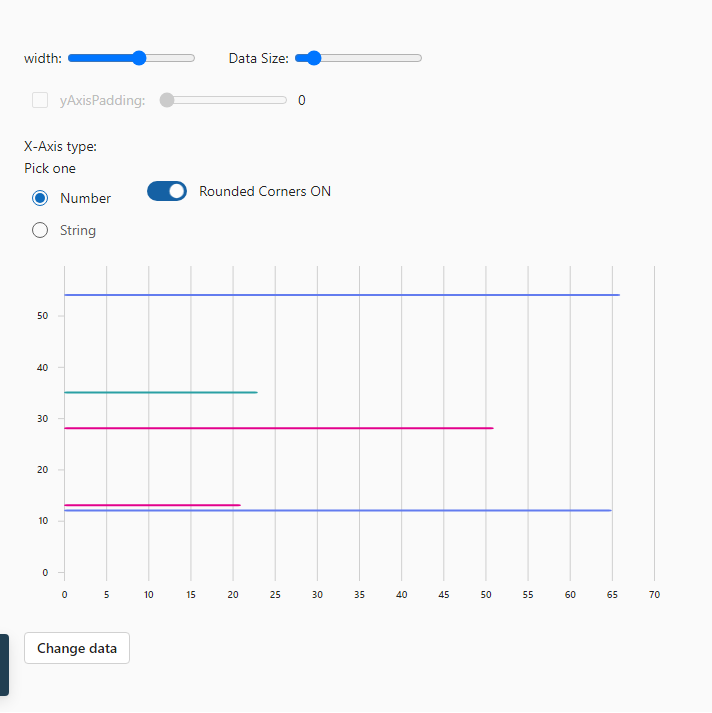 width: Data Size:
yAxisPadding: 0
X-Axis type:
Pick one
Number
Rounded Corners ON
String
50
40
30
20
10
0
0 5 10 15 20 25 30 35 40 45 50 55 60 65 70
Change data